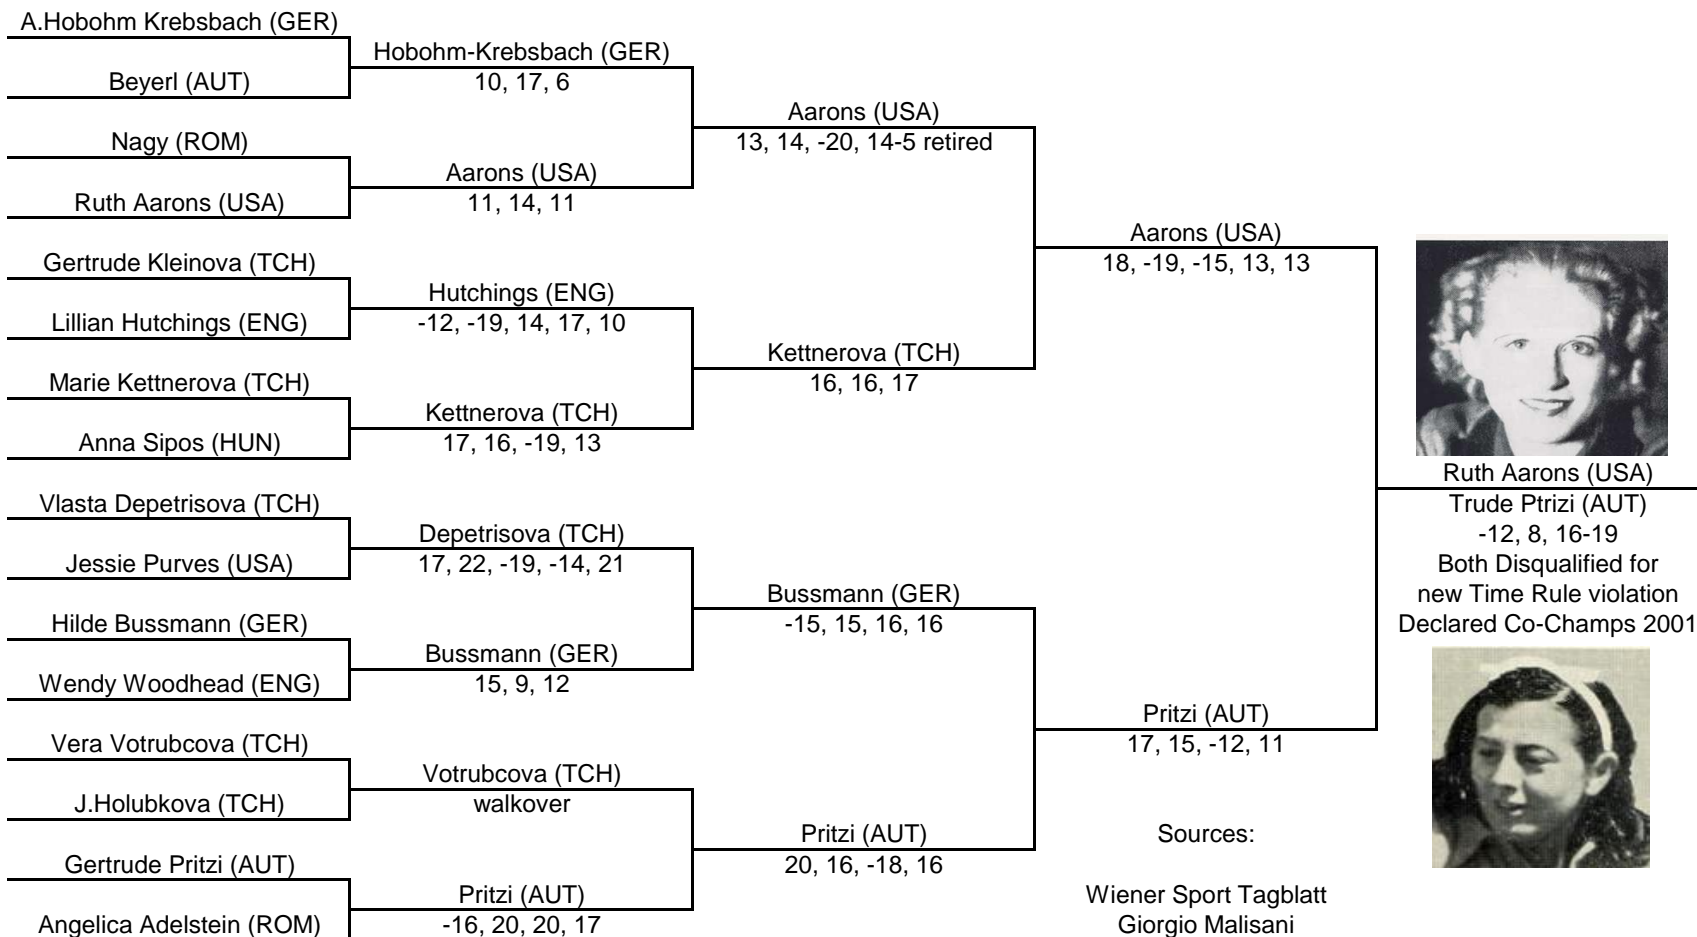 A.Hobohm Krebsbach (GER)
Beyerl (AUT)
Nagy (ROM)
Ruth Aarons (USA)
Gertrude Kleinova (TCH)
Lillian Hutchings (ENG)
Marie Kettnerova (TCH)
Anna Sipos (HUN)
Vlasta Depetrisova (TCH)
Jessie Purves (USA)
Hilde Bussmann (GER)
Wendy Woodhead (ENG)
Vera Votrubcova (TCH)
J.Holubkova (TCH)
Gertrude Pritzi (AUT)
Angelica Adelstein (ROM)
Hobohm-Krebsbach (GER)
10, 17, 6
Aarons (USA)
11, 14, 11
Hutchings (ENG)
-12, -19, 14, 17, 10
Kettnerova (TCH)
17, 16, -19, 13
Depetrisova (TCH)
17, 22, -19, -14, 21
Bussmann (GER)
15, 9, 12
Votrubcova (TCH)
walkover
Pritzi (AUT)
-16, 20, 20, 17
Aarons (USA)
13, 14, -20, 14-5 retired
Kettnerova (TCH)
16, 16, 17
Bussmann (GER)
-15, 15, 16, 16
Pritzi (AUT)
20, 16, -18, 16
Aarons (USA)
18, -19, -15, 13, 13
Pritzi (AUT)
17, 15, -12, 11
Sources:
Wiener Sport Tagblatt
Giorgio Malisani
Ruth Aarons (USA)
Trude Ptrizi (AUT)
-12, 8, 16-19
Both Disqualified for
new Time Rule violation
Declared Co-Champs 2001